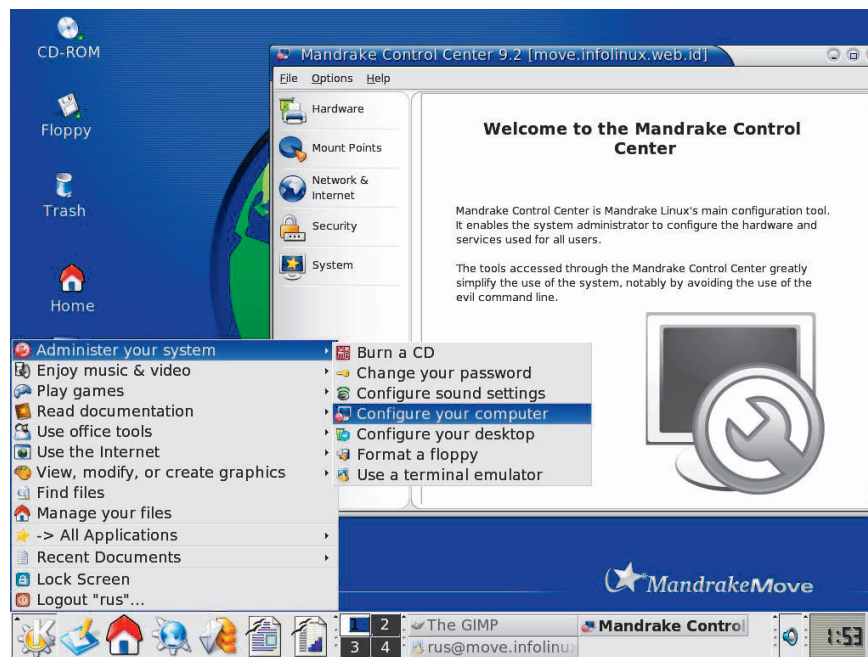 CD-ROM
Floppy
Trash
Home
Mandrake Control Center 9.2 [move.infolinux.web.id]
File Options Help
Hardware
Mount Points
Network &
Internet
Security
System
Welcome to the Mandrake Control
Center
Mandrake Control Center is Mandrake Linux's main configuration tool.
It enables the system administrator to configure the hardware and
services used for all users.
The tools accessed through the Mandrake Control Center greatly
simplify the use of the system, notably by avoiding the use of the
evil command line.
Administer your system
Enjoy music & video
Play games
Read documentation
Use office tools
Use the Internet
View, modify, or create graphics
Find files
Manage your files
-> All Applications
Recent Documents
Lock Screen
Logout "rus"...
Burn a CD
Change your password
Configure sound settings
Configure your computer
Configure your desktop
Format a floppy
Use a terminal emulator
MandrakeMove
1 2
3 4
The GIMP
rus@move.infolinux
Mandrake Control
1:53